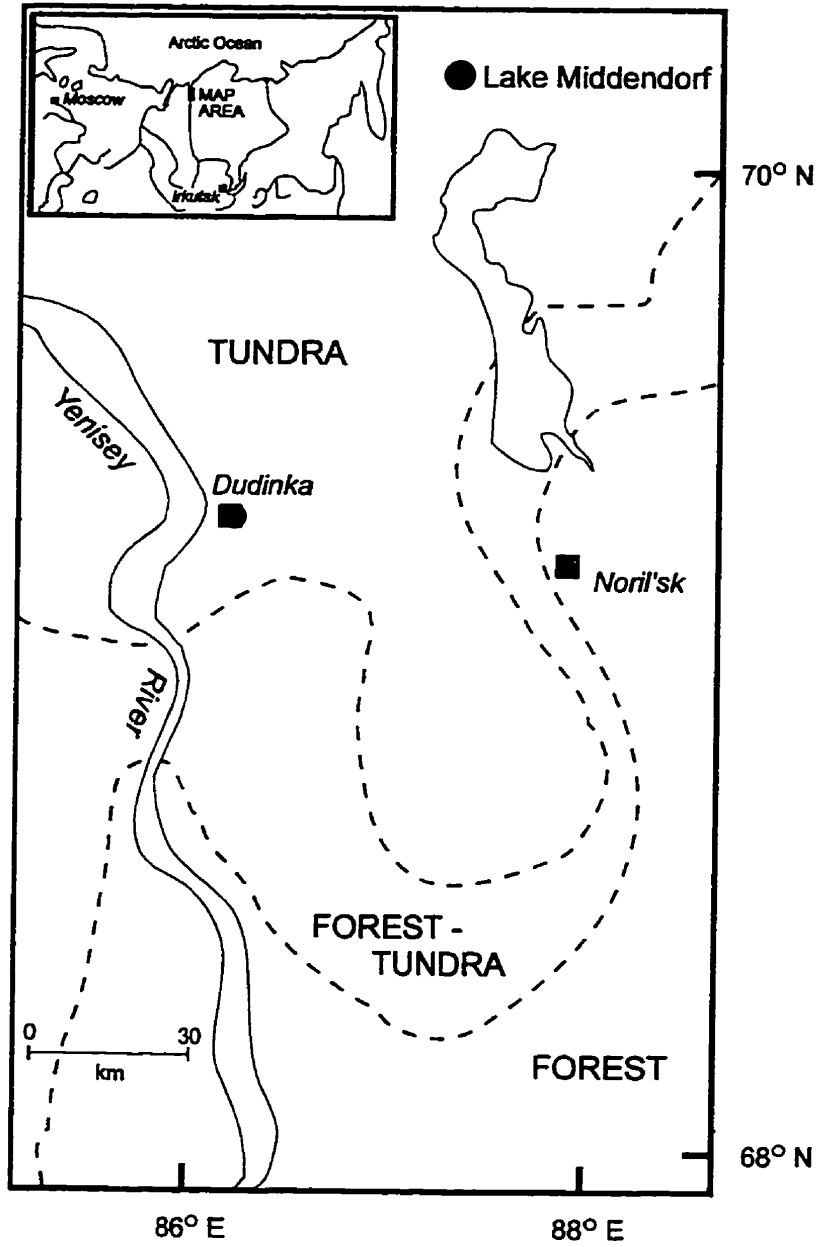 Arctic Ocean
Moscow
MAP
AREA
Irkutsk
Lake Middendorf
70° N
TUNDRA
Yenisey
Dudinka
Noril'sk
River
FOREST -
TUNDRA
0 30
km
FOREST
68° N
86° E 88° E